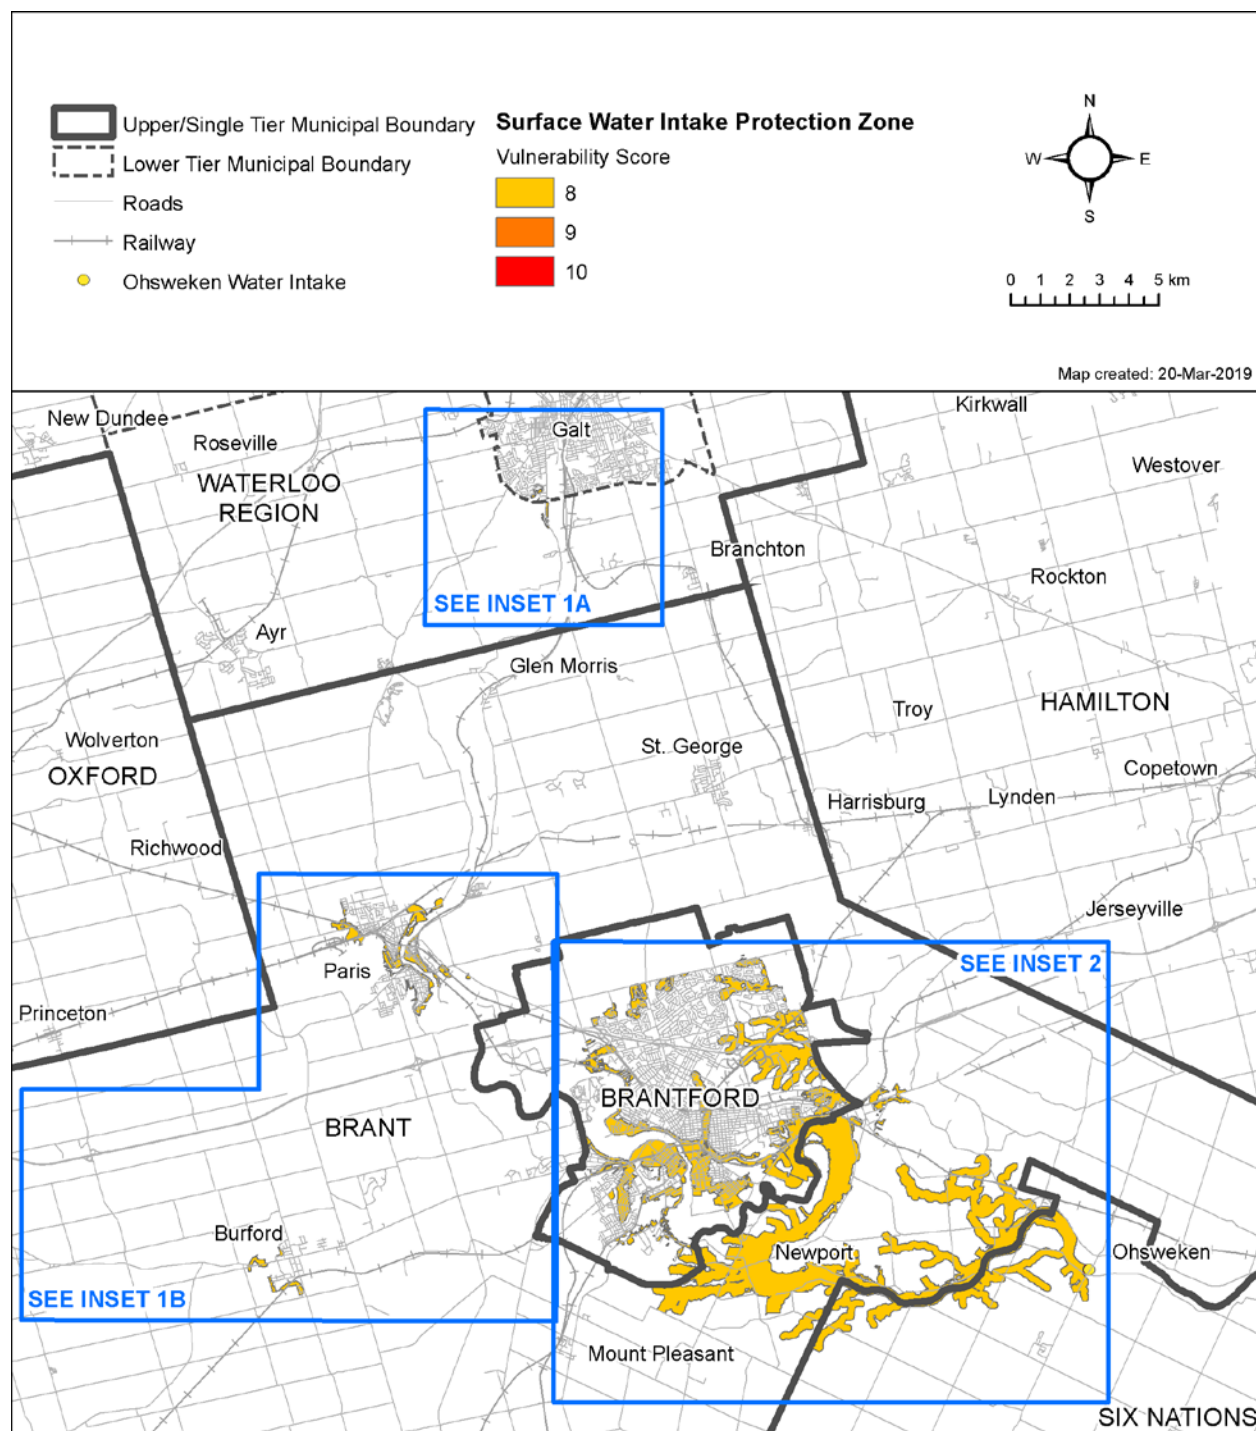 Upper/Single Tier Municipal Boundary
Lower Tier Municipal Boundary
Roads
Railway
Ohsweken Water Intake
Surface Water Intake Protection Zone
Vulnerability Score
8
9
10
N
W E
S
0 1 2 3 4 5 km
Map created: 20-Mar-2019
New Dundee
Roseville
WATERLOO
REGION
Galt
Kirkwall
Westover
Branchton
Rockton
SEE INSET 1A
Ayr
Glen Morris
Troy
HAMILTON
Wolverton
OXFORD
St. George
Copetown
Harrisburg
Lynden
Richwood
Jerseyville
Paris
SEE INSET 2
Princeton
BRANTFORD
BRANT
Burford
Newport
Ohsweken
SEE INSET 1B
Mount Pleasant
SIX NATIONS